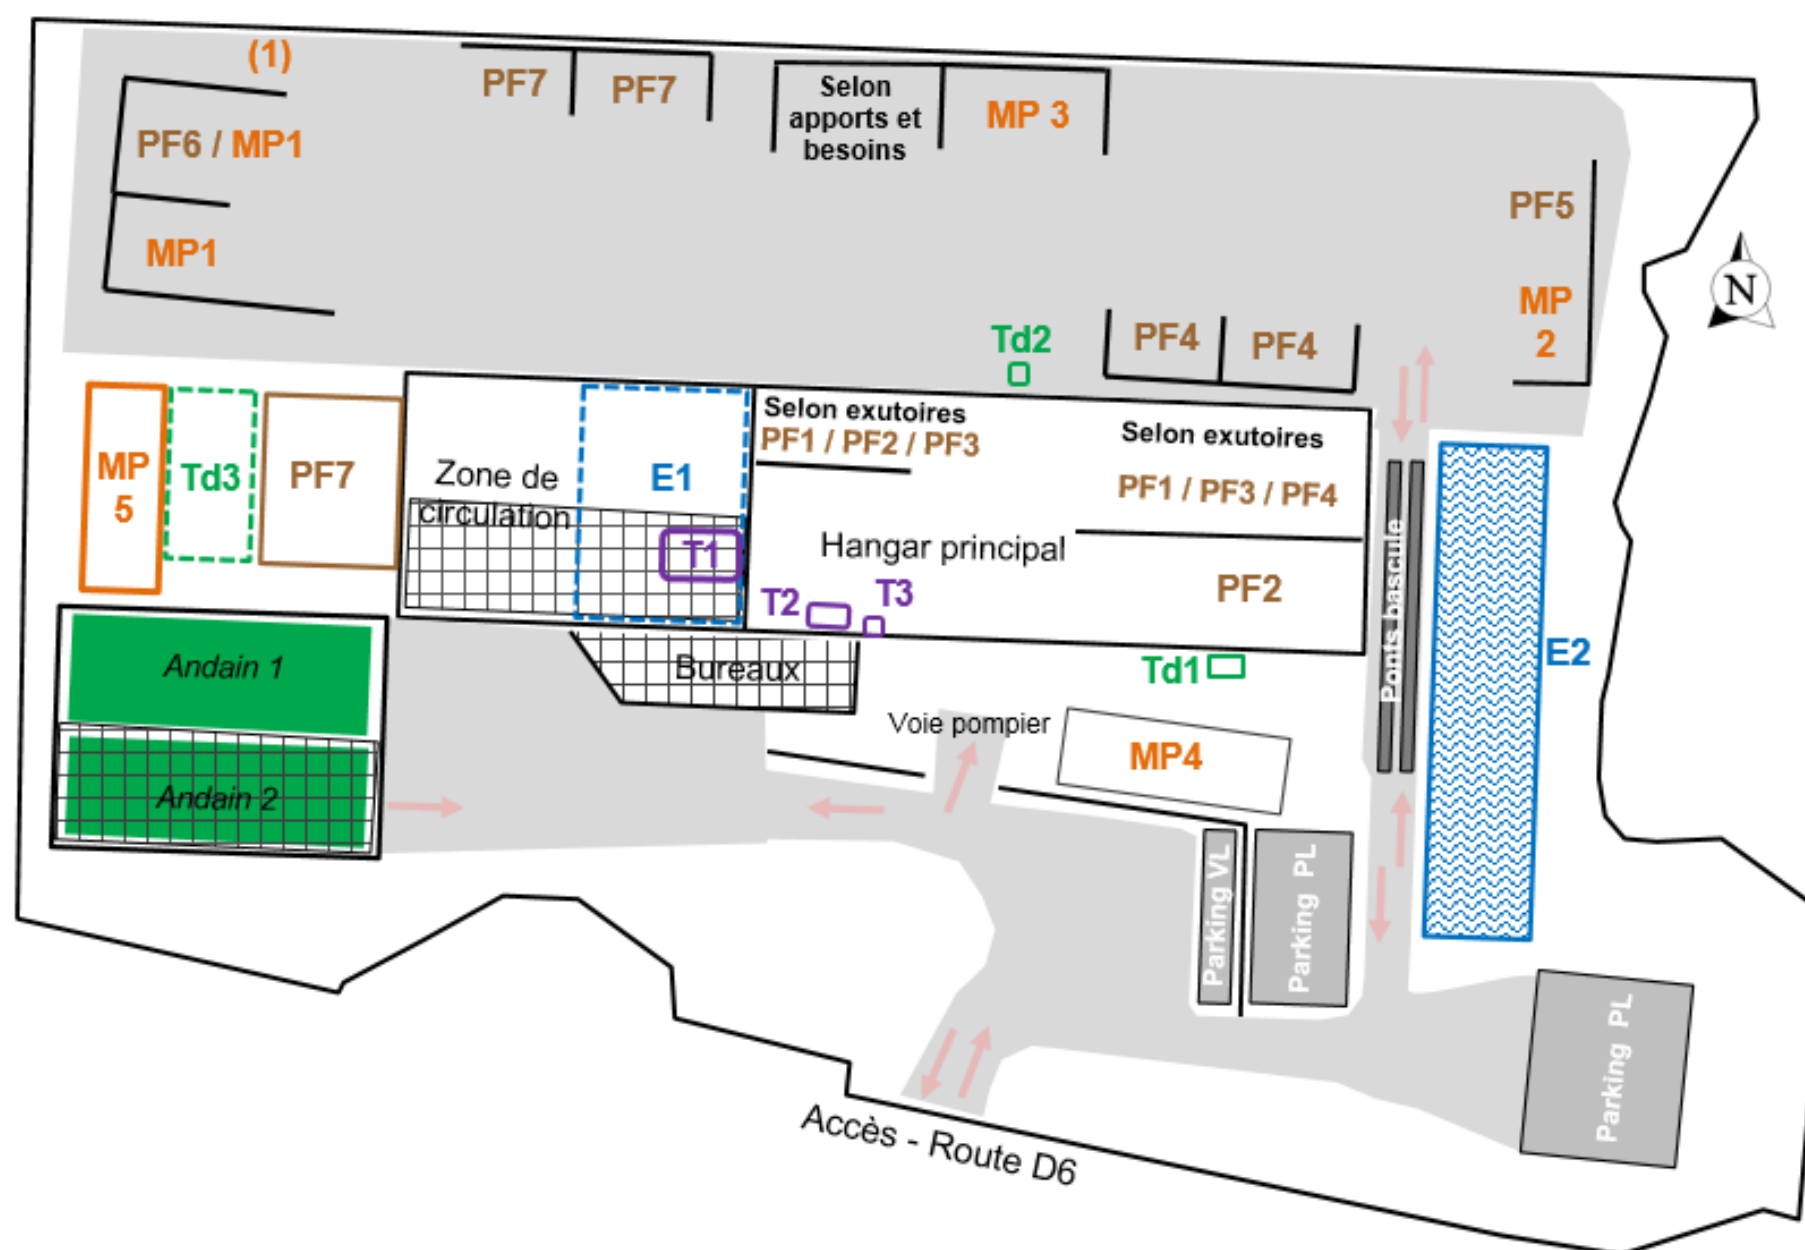 (1)
PF7
PF7
Selon
apports et
besoins
MP 3
PF6 / MP1
MP1
PF5
MP
2
N
Td2
PF4
PF4
MP
5
Td3
PF7
Zone de
circulation
E1
T1
Selon exutoires
PF1 / PF2 / PF3
Selon exutoires
PF1 / PF3 / PF4
Hangar principal
T2
T3
PF2
Ponts bascule
E2
Andain 1
Andain 2
Bureaux
Td1
Voie pompier
MP4
Parking VL
Parking PL
Parking PL
Accès - Route D6